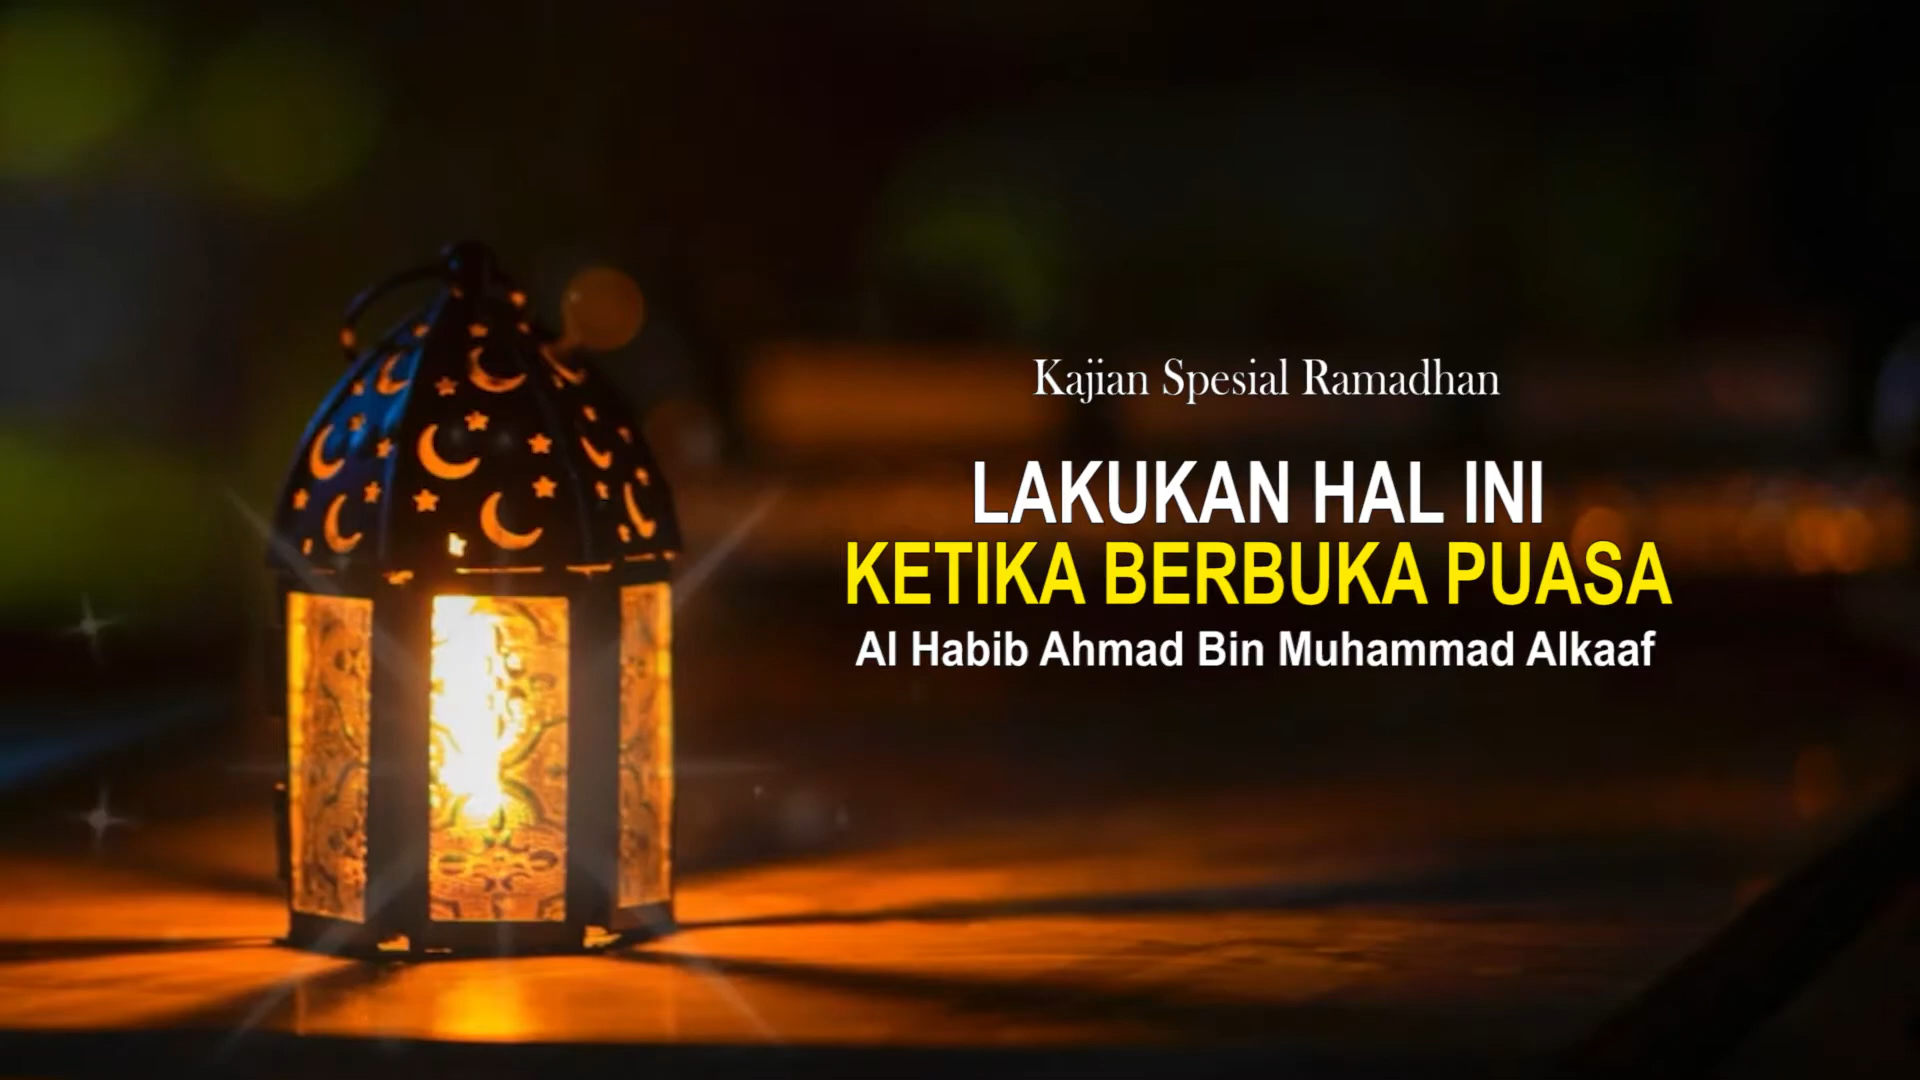 Kajian Spesial Ramadhan
LAKUKAN HAL INI
KETIKA BERBUKA PUASA
Al Habib Ahmad Bin Muhammad Alkaaf